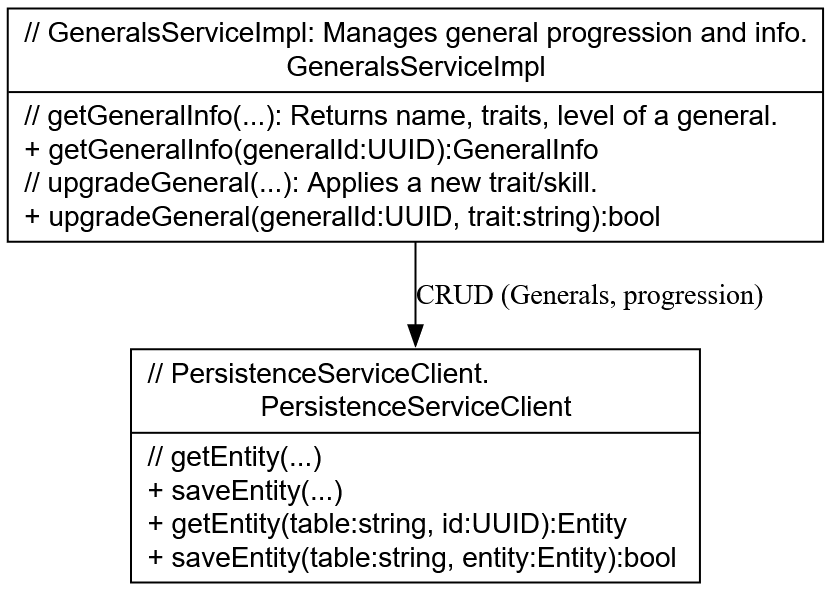 // GeneralsServiceImpl: Manages general progression and info.
GeneralsServiceImpl
// getGeneralInfo(...): Returns name, traits, level of a general.
+ getGeneralInfo(generalId:UUID):GeneralInfo
// upgradeGeneral(...): Applies a new trait/skill.
+ upgradeGeneral(generalId:UUID, trait:string):bool
CRUD (Generals, progression)
// PersistenceServiceClient.
PersistenceServiceClient
// getEntity(...)
+ saveEntity(...)
+ getEntity(table:string, id:UUID):Entity
+ saveEntity(table:string, entity:Entity):bool